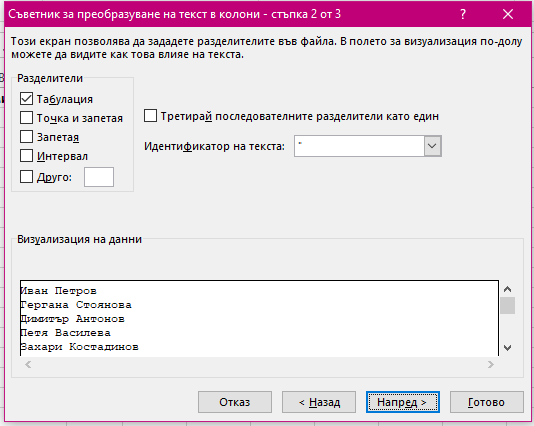 Съветник за преобразуване на текст в колони - стъпка 2 от 3
Този екран позволява да зададете разделителите във файла. В полето за визуализация по-долу
можете да видите как това влияе на текста.
Разделители
Табулация
Точка и запетая
Запетая
Интервал
Друго:
Третирай последователните разделители като един
Идентификатор на текста: "
Визуализация на данни
Иван Петров
Гергана Стоянова
Димитър Антонов
Петя Василева
Захари Костадинов
Отказ < Назад Напред > Готово